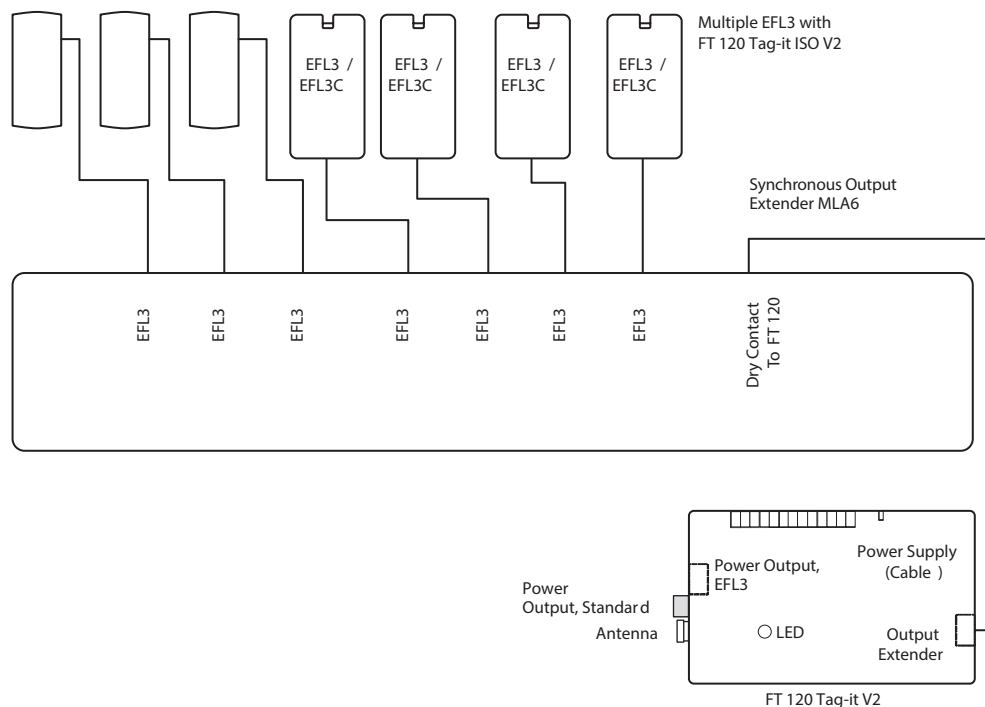 Multiple EFL3 with
FT 120 Tag-it ISO V2
EFL3 /
EFL3C
EFL3 /
EFL3C
EFL3 /
EFL3C
EFL3 /
EFL3C
Synchronous Output
Extender MLA6
EFL3
EFL3
EFL3
EFL3
EFL3
EFL3
EFL3
Dry Contact
To FT 120
Power Output,
EFL3
Power Supply
(Cable )
Power
Output, Standard
Antenna
LED
Output
Extender
FT 120 Tag-it V2